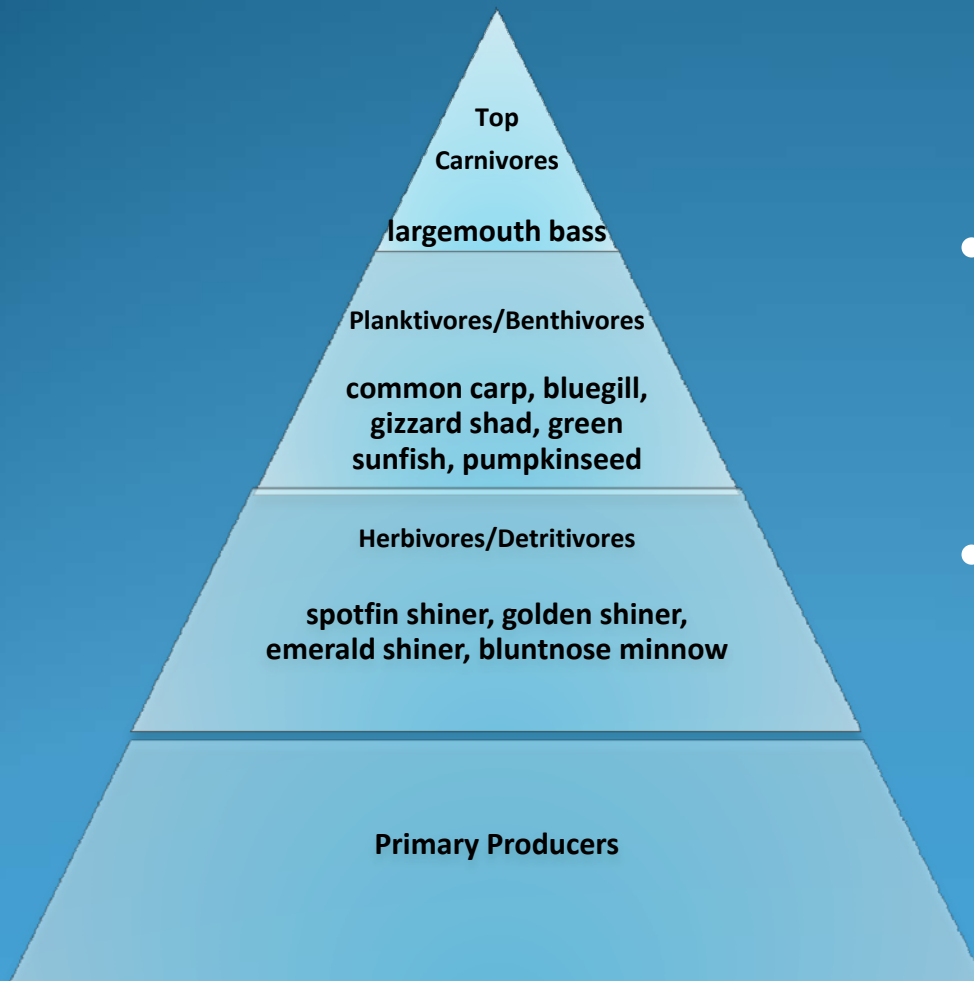 Top
Carnivores
largemouth bass
Planktivores/Benthivores
common carp, bluegill,
gizzard shad, green
sunfish, pumpkinseed
Herbivores/Detritivores
spotfin shiner, golden shiner,
emerald shiner, bluntnose minnow
Primary Producers